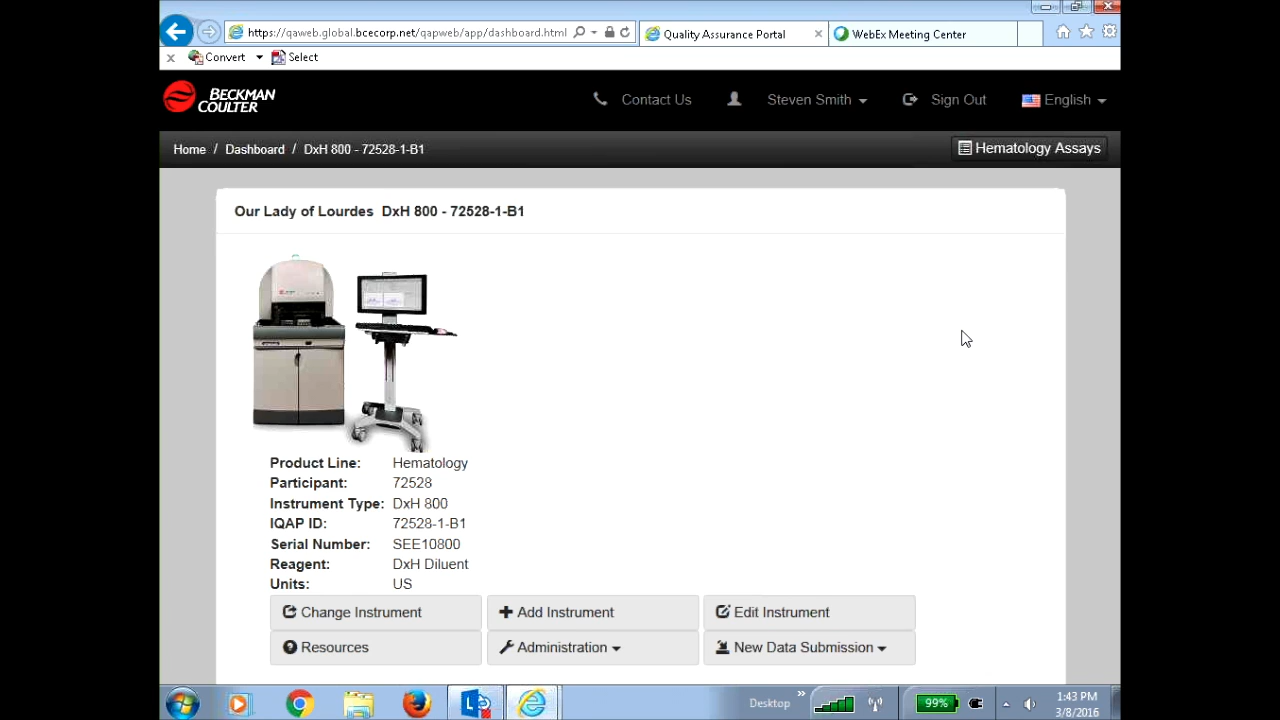 https://qaweb.global.bcecorp.net/qapweb/app/dashboard.html
Quality Assurance Portal
WebEx Meeting Center
Convert
Select
BECKMAN
COULTER
Contact Us
Steven Smith
Sign Out
English
Home / Dashboard / DxH 800 - 72528-1-B1
Hematology Assays
Our Lady of Lourdes DxH 800 - 72528-1-B1
Product Line: Hematology
Participant: 72528
Instrument Type: DxH 800
IQAP ID: 72528-1-B1
Serial Number: SEE10800
Reagent: DxH Diluent
Units: US
Change Instrument
Add Instrument
Edit Instrument
Resources
Administration
New Data Submission
Desktop
99%
1:43 PM
3/8/2016